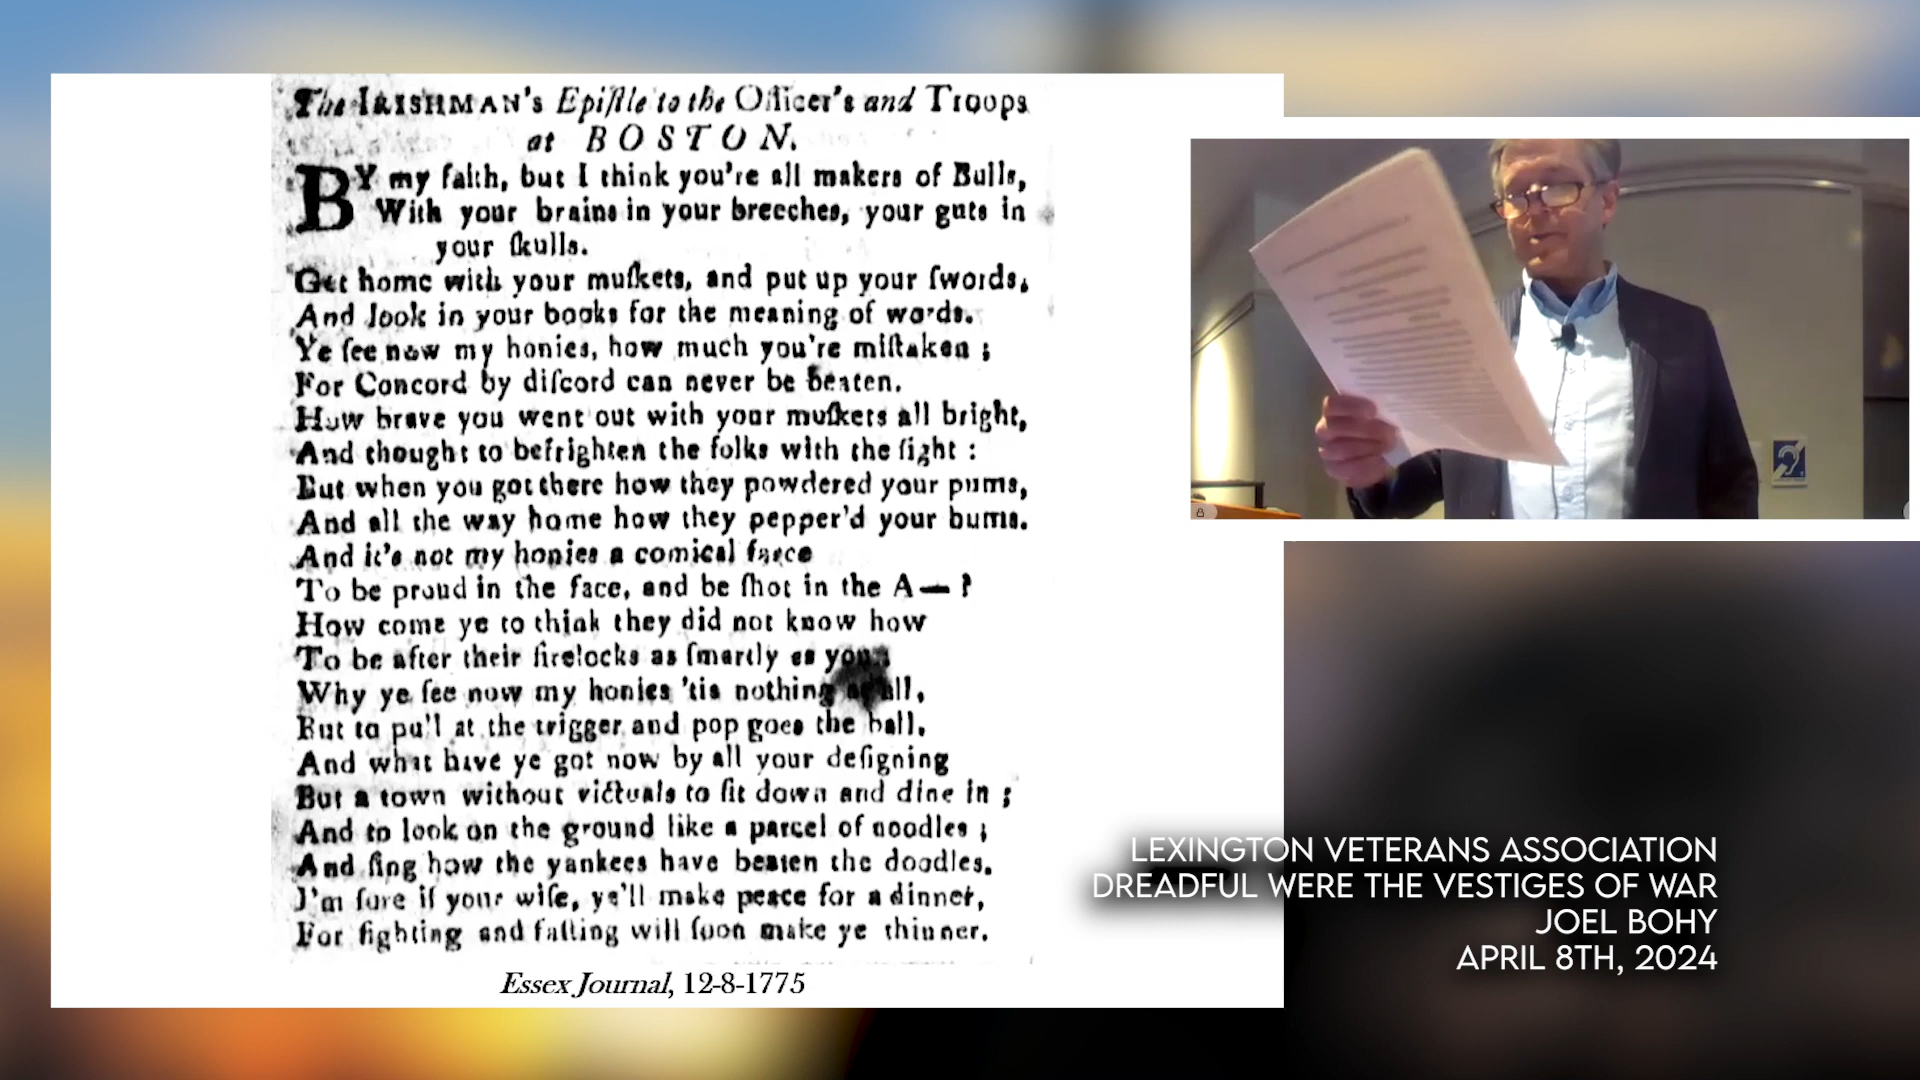 The IRISHMAN's Epiſtle to the Officer's and Troops
at BOSTON.
BY my faith, but I think you're all makers of Bulls,
With your brains in your breeches, your guts in
your ſkulls.
Get home with your muſkets, and put up your ſwords,
And look in your books for the meaning of words.
Ye ſee now my honies, how much you're miſtaken ;
For Concord by diſcord can never be beaten.
How brave you went out with your muſkets all bright,
And thought to befrighten the folks with the ſight :
But when you got there how they powdered your pums,
And all the way home how they pepper'd your bums.
And it's not my honies a comical farce
To be proud in the face, and be ſhot in the A— ?
How come ye to think they did not know how
To be after their firelocks as ſmartly as you
Why ye ſee now my honies 'tis nothing at all,
But to pull at the trigger and pop goes the ball.
And what have ye got now by all your deſigning
But a town without victuals to ſit down and dine in ;
And to look on the ground like a parcel of noodles ;
And ſing how the yankees have beaten the doodles.
I'm ſure if your wiſe, ye'll make peace for a dinner,
For fighting and faſting will ſoon make ye thinner.
Essex Journal, 12-8-1775
LEXINGTON VETERANS ASSOCIATION
DREADFUL WERE THE VESTIGES OF WAR
JOEL BOHY
APRIL 8TH, 2024